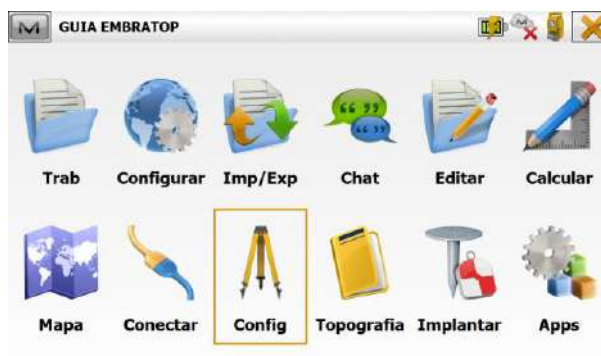 GUIA EMBRATOP
Trab Configurar Imp/Exp Chat Editar Calcular
Mapa Conectar Config Topografia Implantar Apps